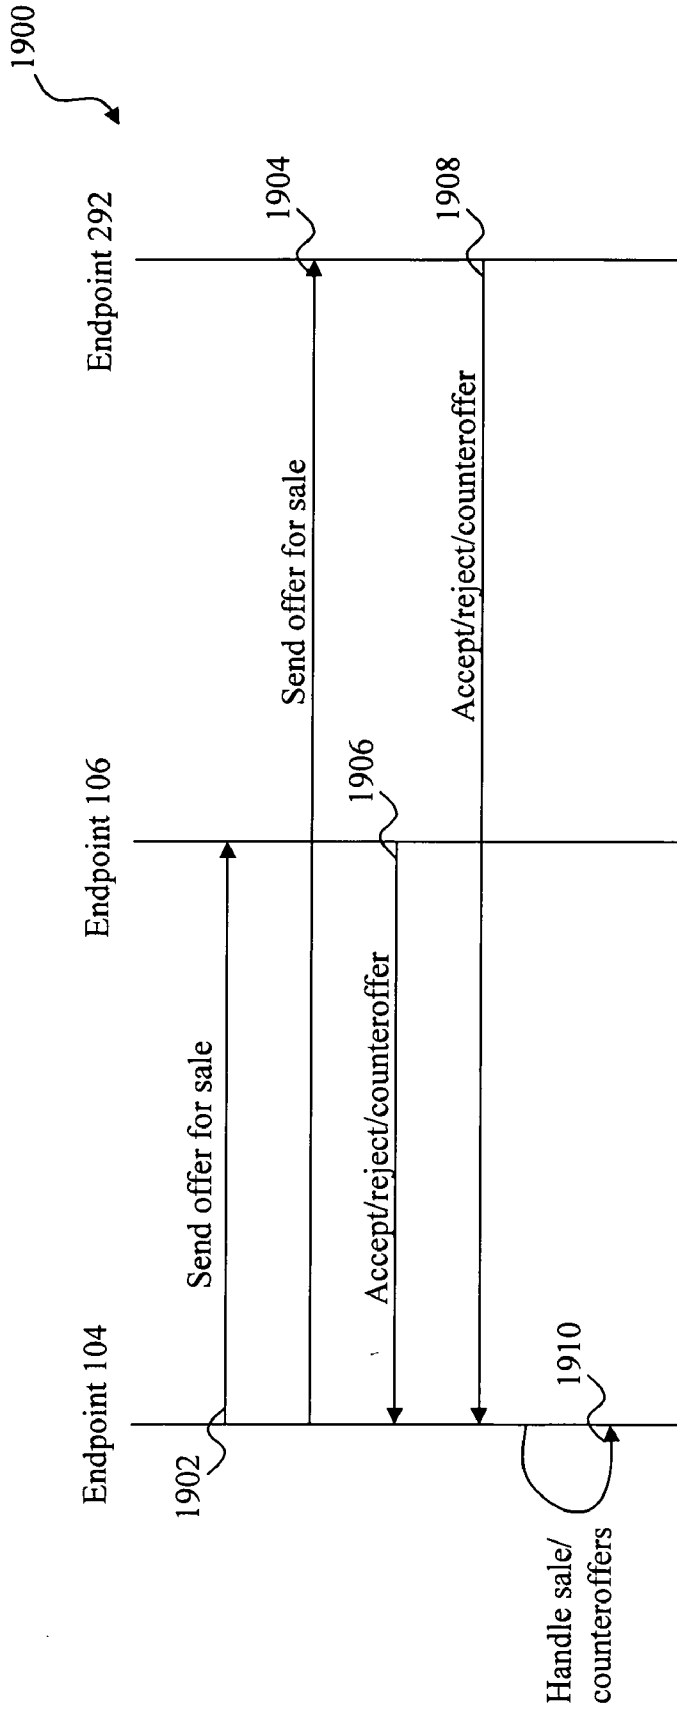 1900
Endpoint 104
Endpoint 106
Endpoint 292
Send offer for sale
1902
Send offer for sale
1904
Accept/reject/counteroffer
1906
Accept/reject/counteroffer
1908
Handle sale/
counteroffers
1910